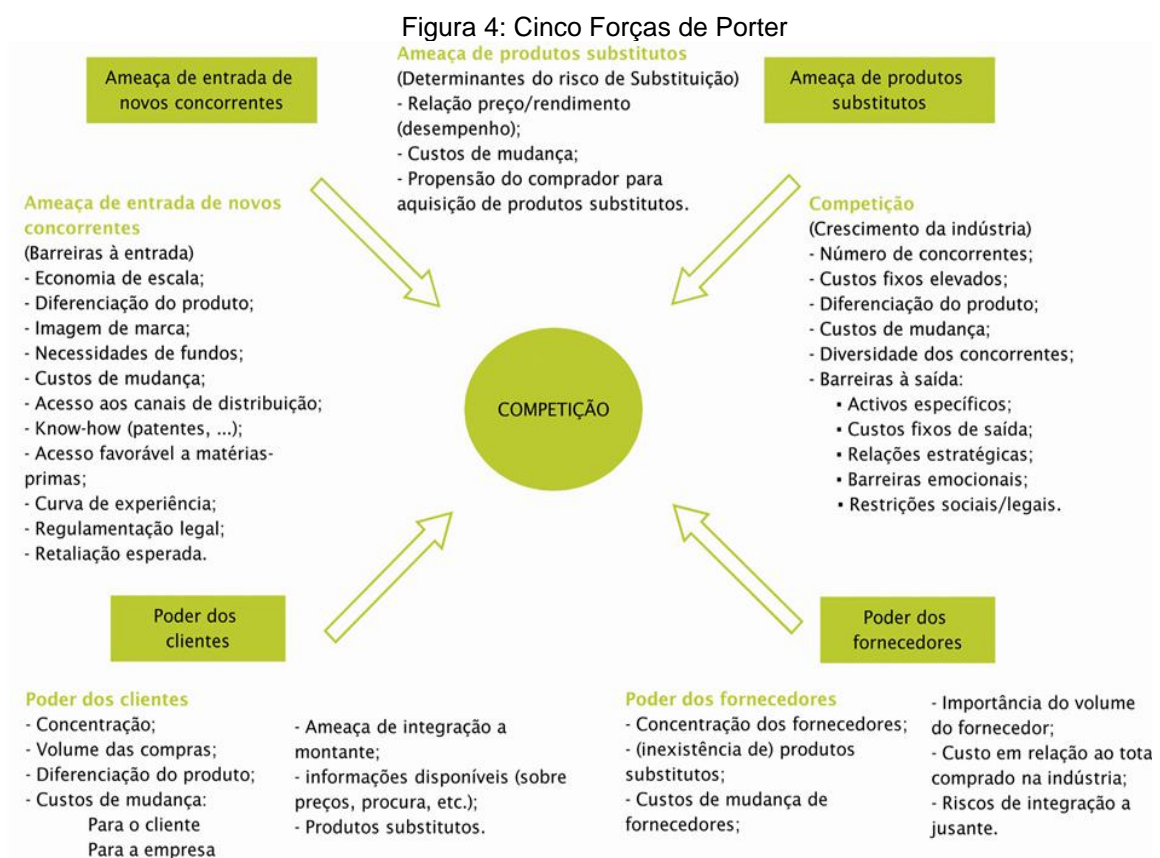 Figura 4: Cinco Forças de Porter
Ameaça de entrada de
novos concorrentes
Ameaça de produtos substitutos
(Determinantes do risco de Substituição)
- Relação preço/rendimento
(desempenho);
- Custos de mudança;
- Propensão do comprador para
aquisição de produtos substitutos.
Ameaça de produtos
substitutos
Ameaça de entrada de novos
concorrentes
(Barreiras à entrada)
- Economia de escala;
- Diferenciação do produto;
- Imagem de marca;
- Necessidades de fundos;
- Custos de mudança;
- Acesso aos canais de distribuição;
- Know-how (patentes, ...);
- Acesso favorável a matérias-
primas;
- Curva de experiência;
- Regulamentação legal;
- Retaliação esperada.
COMPETIÇÃO
Competição
(Crescimento da indústria)
- Número de concorrentes;
- Custos fixos elevados;
- Diferenciação do produto;
- Custos de mudança;
- Diversidade dos concorrentes;
- Barreiras à saída:
▪ Activos específicos;
▪ Custos fixos de saída;
▪ Relações estratégicas;
▪ Barreiras emocionais;
▪ Restrições sociais/legais.
Poder dos
clientes
Poder dos
fornecedores
Poder dos clientes
- Concentração;
- Volume das compras;
- Diferenciação do produto;
- Custos de mudança:
Para o cliente
Para a empresa
- Ameaça de integração a
montante;
- informações disponíveis (sobre
preços, procura, etc.);
- Produtos substitutos.
Poder dos fornecedores
- Concentração dos fornecedores;
- (inexistência de) produtos
substitutos;
- Custos de mudança de
fornecedores;
- Importância do volume
do fornecedor;
- Custo em relação ao tota
comprado na indústria;
- Riscos de integração a
jusante.